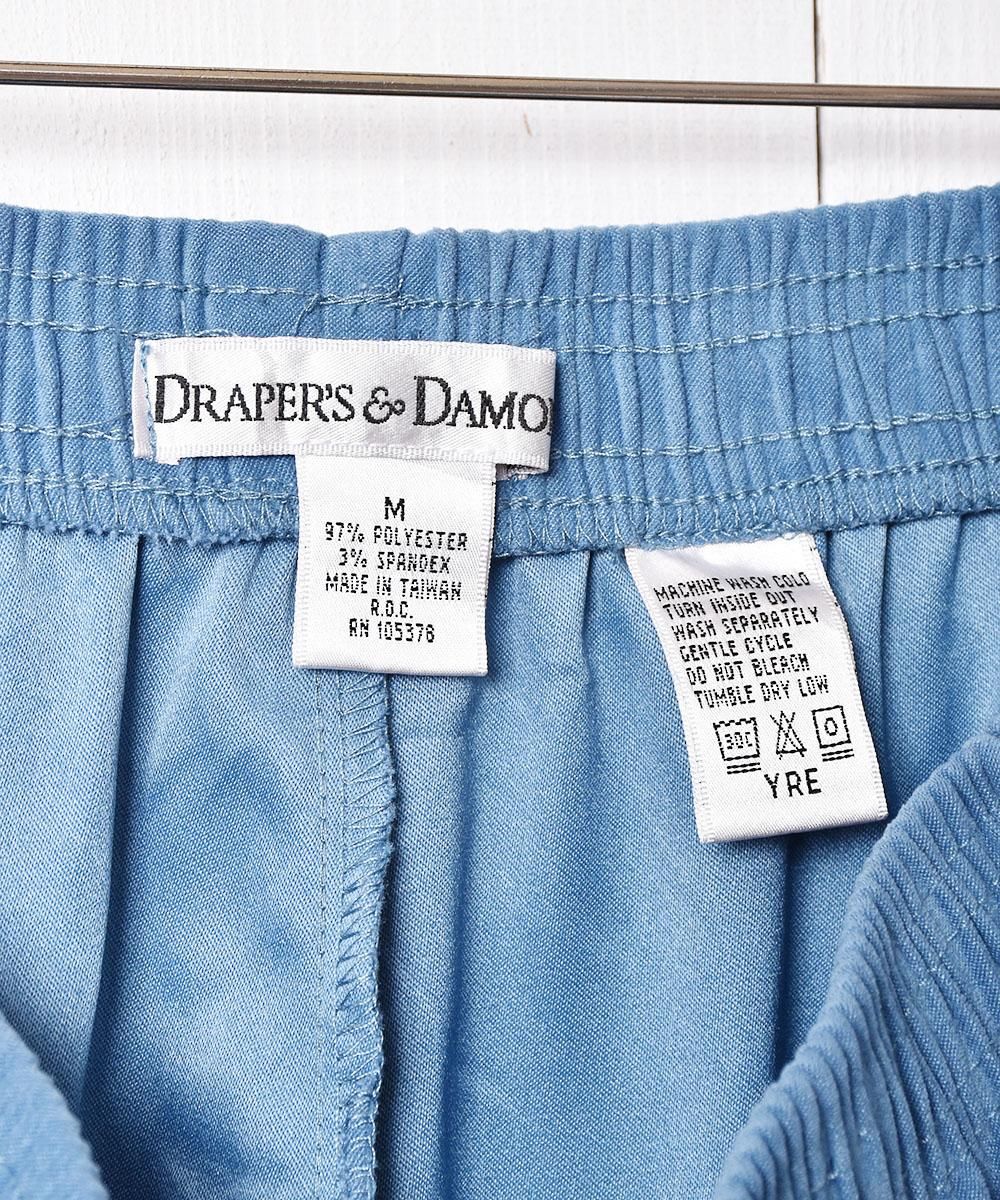 DRAPER'S & DAMO
M
97% POLYESTER
3% SPANDEX
MADE IN TAIWAN
R.O.C.
RN 105378
MACHINE WASH COLD
TURN INSIDE OUT
WASH SEPARATELY
GENTLE CYCLE
DO NOT BLEACH
TUMBLE DRY LOW
30C
YRE